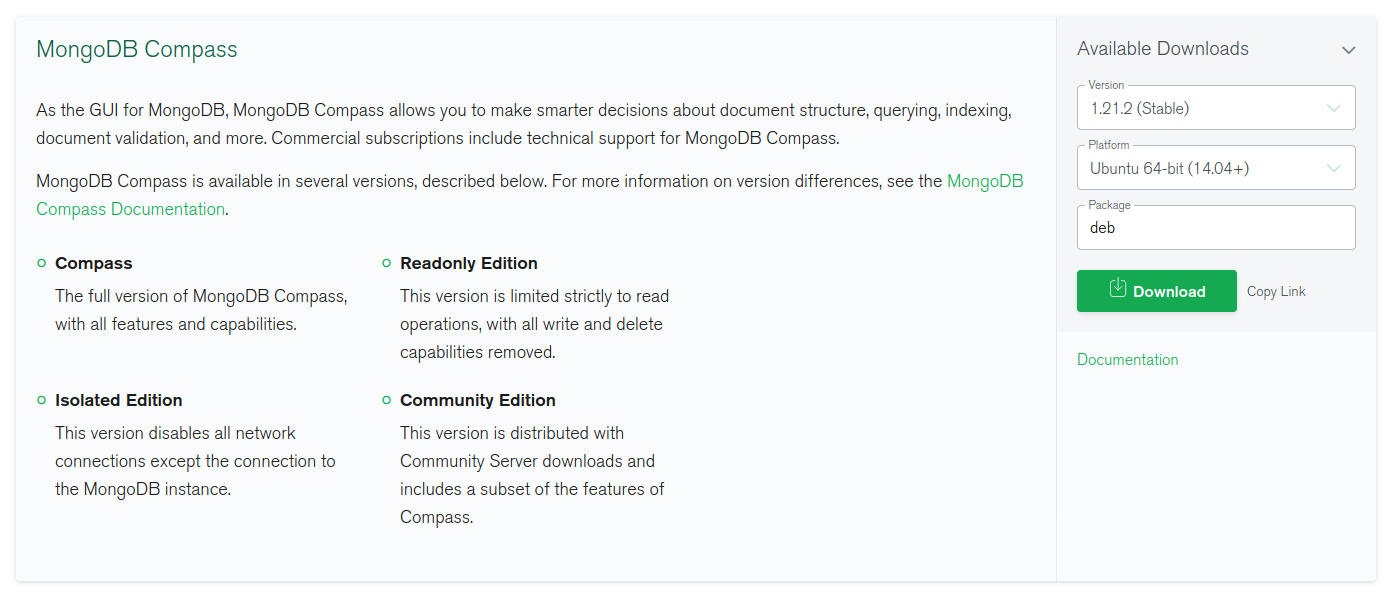 MongoDB Compass
As the GUI for MongoDB, MongoDB Compass allows you to make smarter decisions about document structure, querying, indexing,
document validation, and more. Commercial subscriptions include technical support for MongoDB Compass.
MongoDB Compass is available in several versions, described below. For more information on version differences, see the MongoDB
Compass Documentation.
Compass
The full version of MongoDB Compass,
with all features and capabilities.
Readonly Edition
This version is limited strictly to read
operations, with all write and delete
capabilities removed.
Isolated Edition
This version disables all network
connections except the connection to
the MongoDB instance.
Community Edition
This version is distributed with
Community Server downloads and
includes a subset of the features of
Compass.
Available Downloads
Version
1.21.2 (Stable)
Platform
Ubuntu 64-bit (14.04+)
Package
deb
Download
Copy Link
Documentation